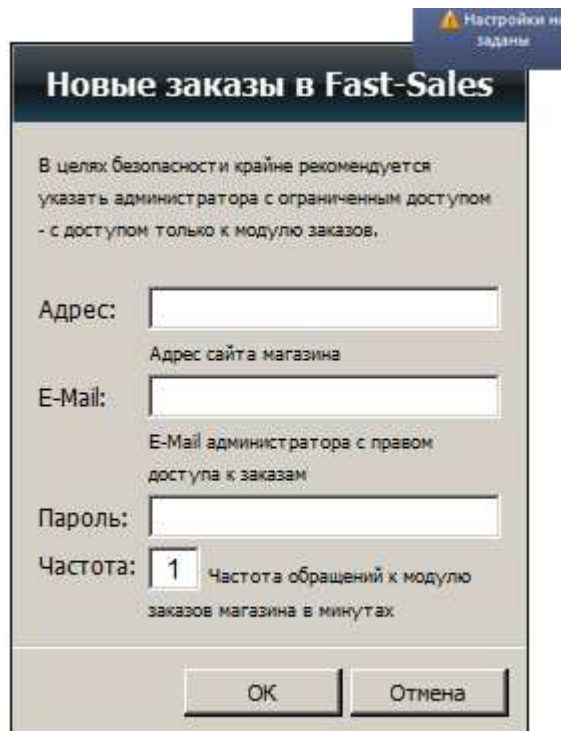 Настройки не
заданы
Новые заказы в Fast-Sales
В целях безопасности крайне рекомендуется
указать администратора с ограниченным доступом
- с доступом только к модулю заказов.
Адрес:
Адрес сайта магазина
E-Mail:
E-Mail администратора с правом
доступа к заказам
Пароль:
Частота: 1 Частота обращений к модулю
заказов магазина в минутах
OK Отмена